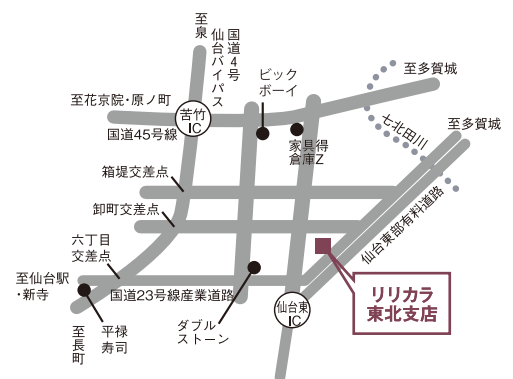 至泉
国道4号
仙台バイパス
ビック
ボーイ
至多賀城
至花京院・原ノ町
苦竹
IC
国道45号線
家具得
倉庫Z
七北田川
至多賀城
箱堤交差点
卸町交差点
六丁目
交差点
仙台東部有料道路
至仙台駅
・新寺
国道23号線産業道路
仙台東
IC
リリカラ
東北支店
至長町
平禄
寿司
ダブル
ストーン